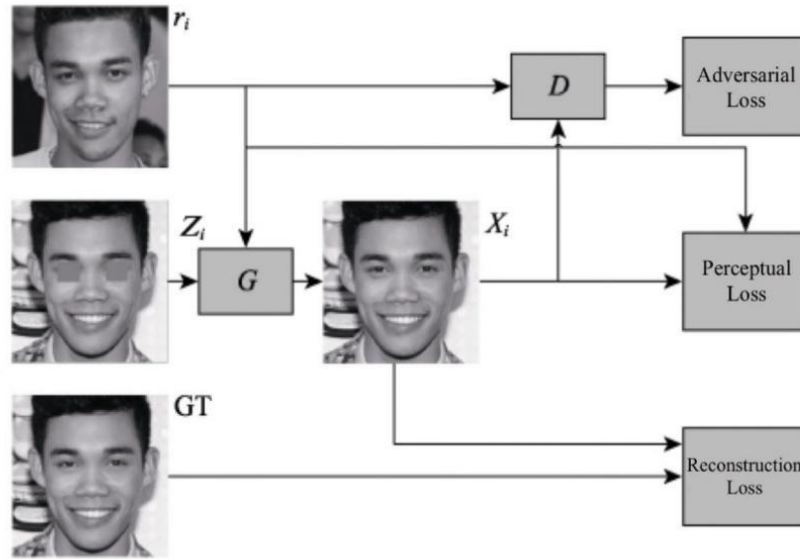 r_i
D
Adversarial
Loss
Z_i
G
X_i
Perceptual
Loss
GT
Reconstruction
Loss